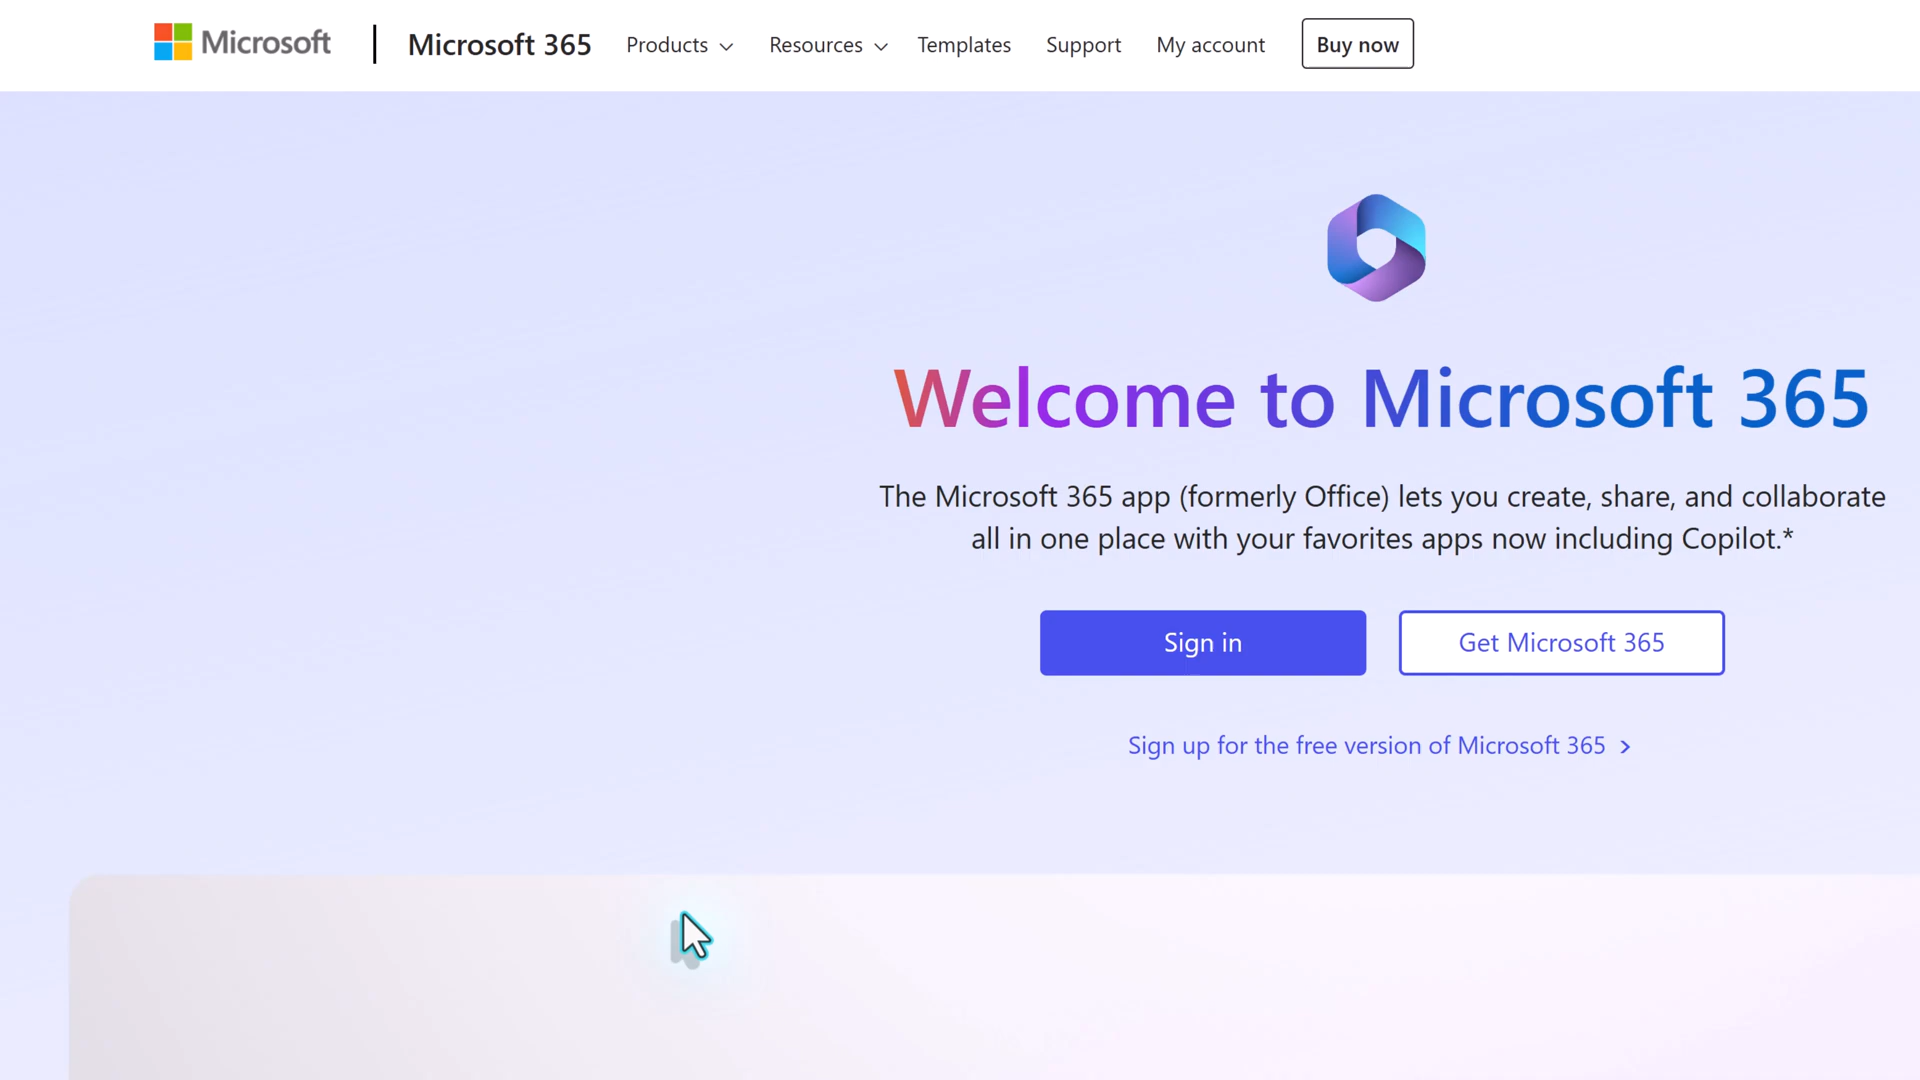 Microsoft
Microsoft 365
Products
Resources
Templates
Support
My account
Buy now
Welcome to Microsoft 365
The Microsoft 365 app (formerly Office) lets you create, share, and collaborate
all in one place with your favorites apps now including Copilot.*
Sign in
Get Microsoft 365
Sign up for the free version of Microsoft 365